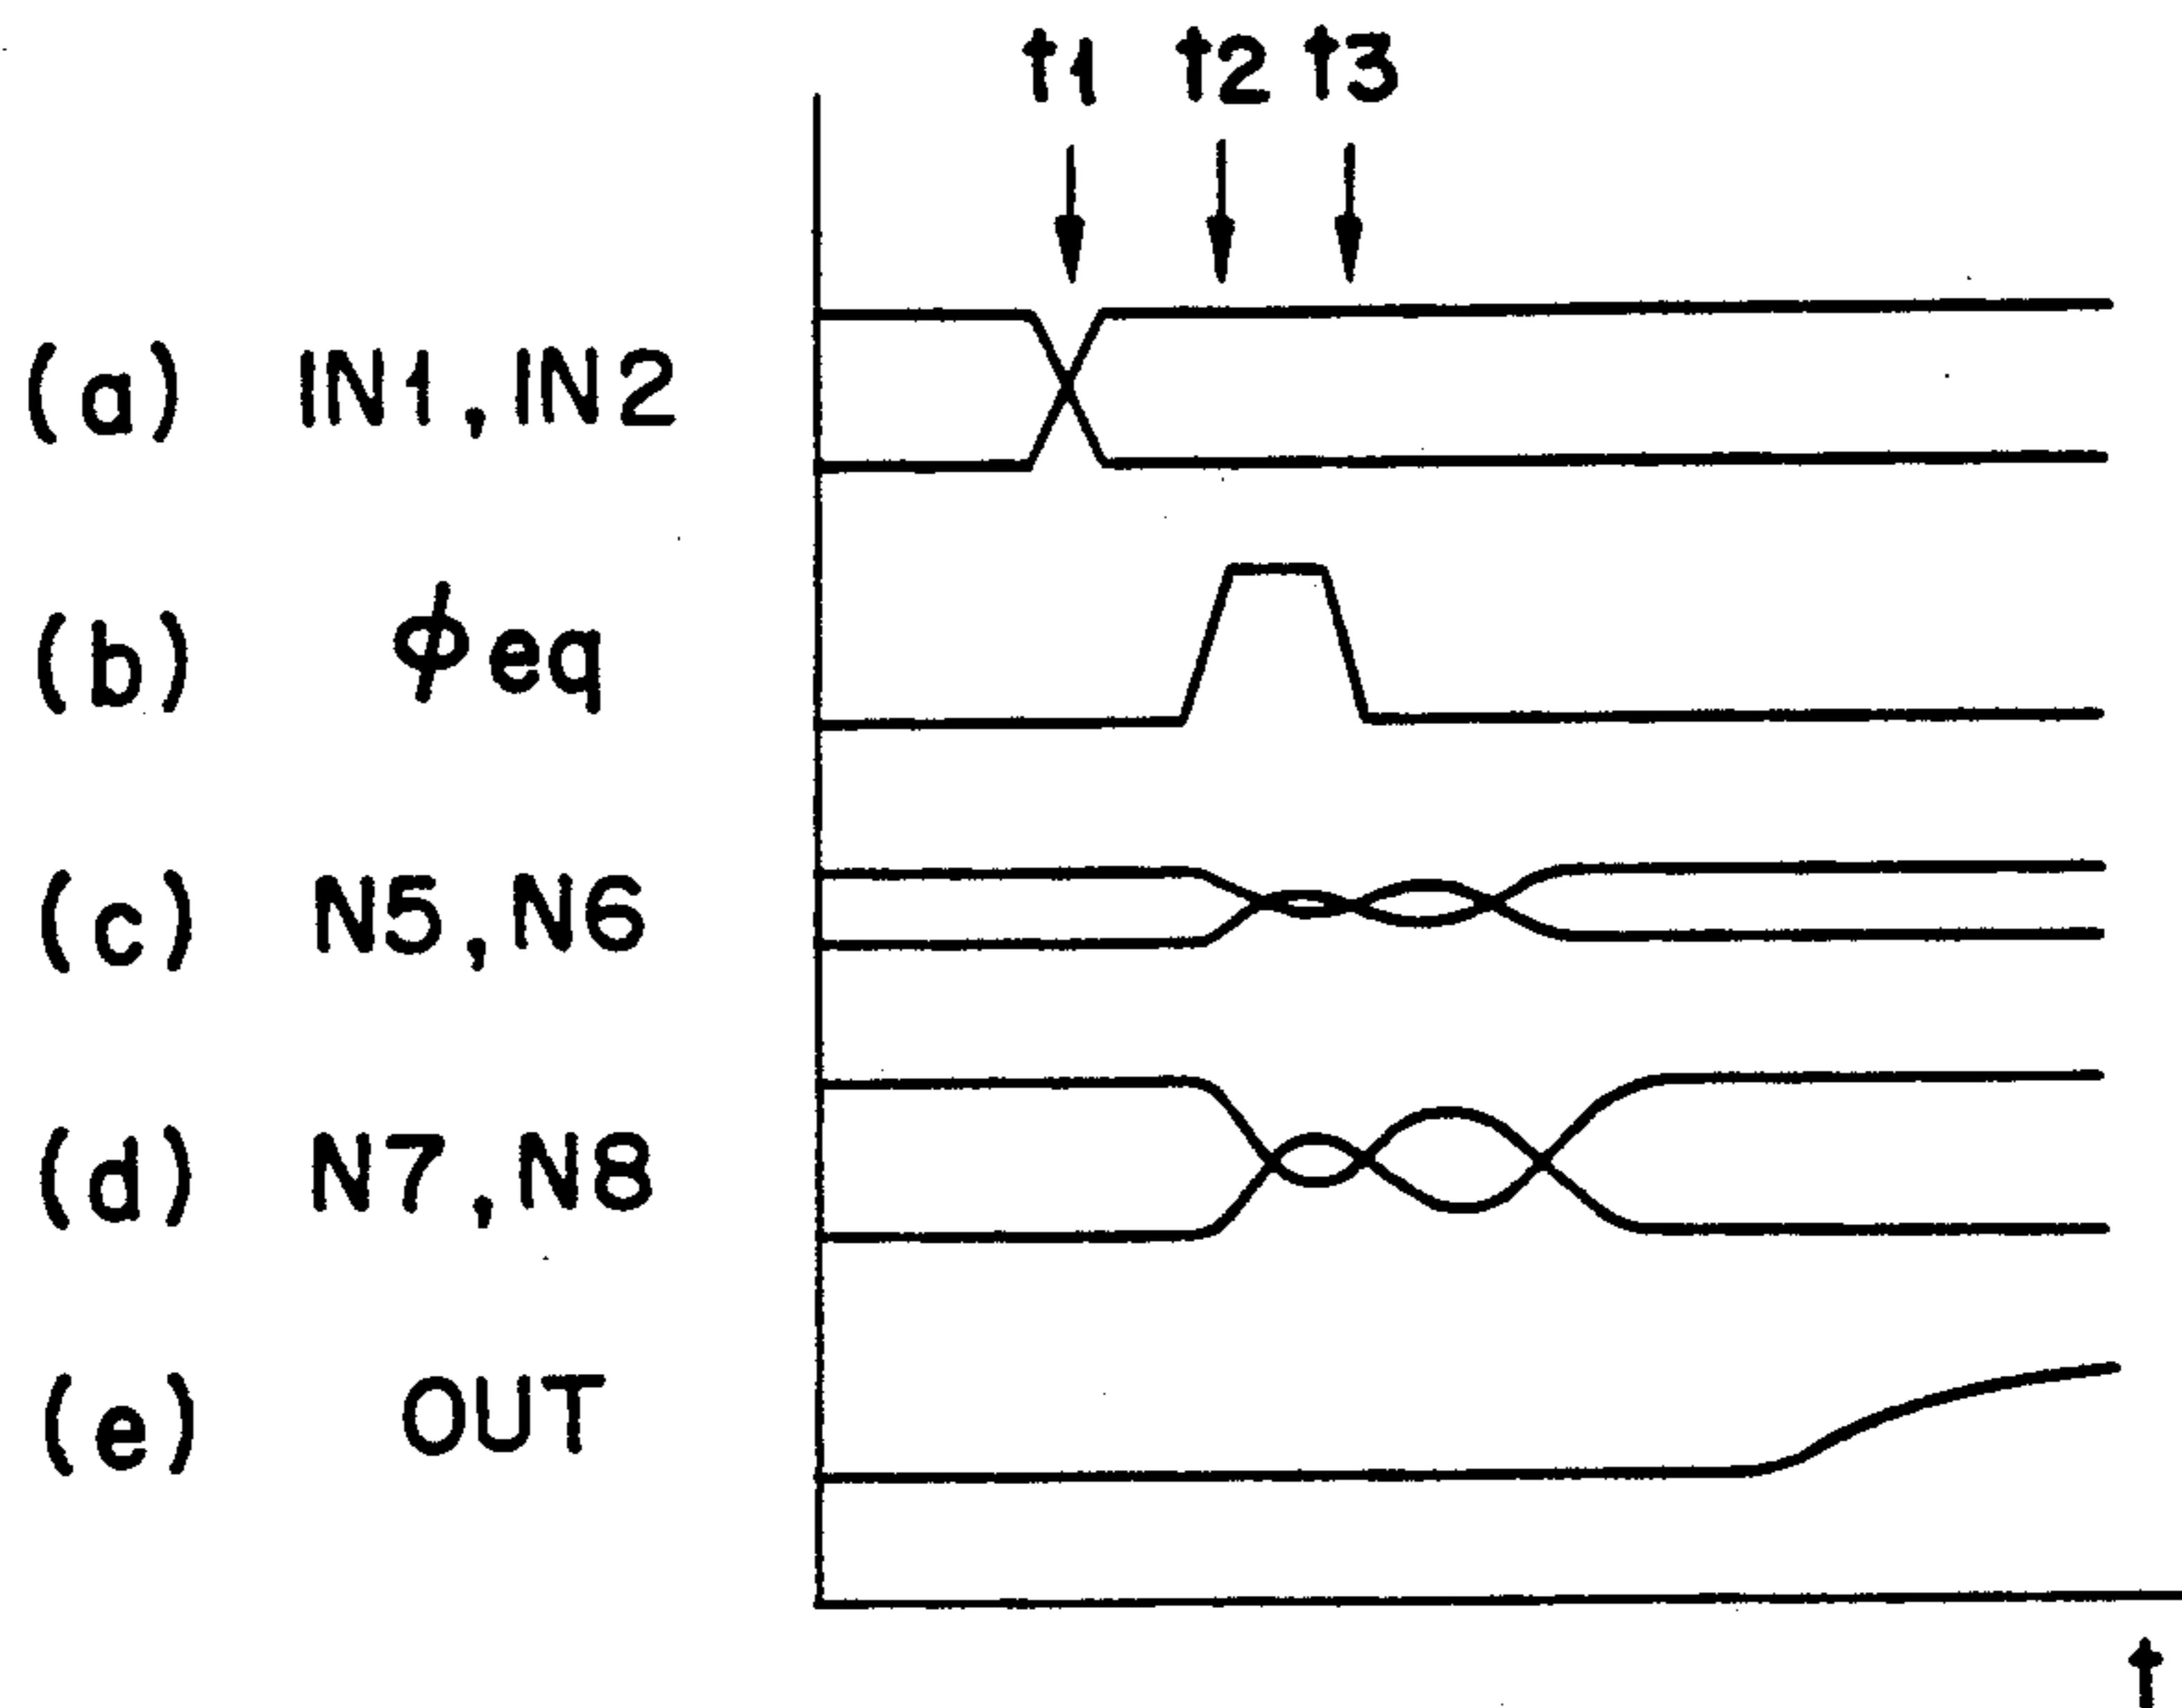 t1 t2 t3
(a) IN1,IN2
(b) ϕeq
(c) N5,N6
(d) N7,N8
(e) OUT
t